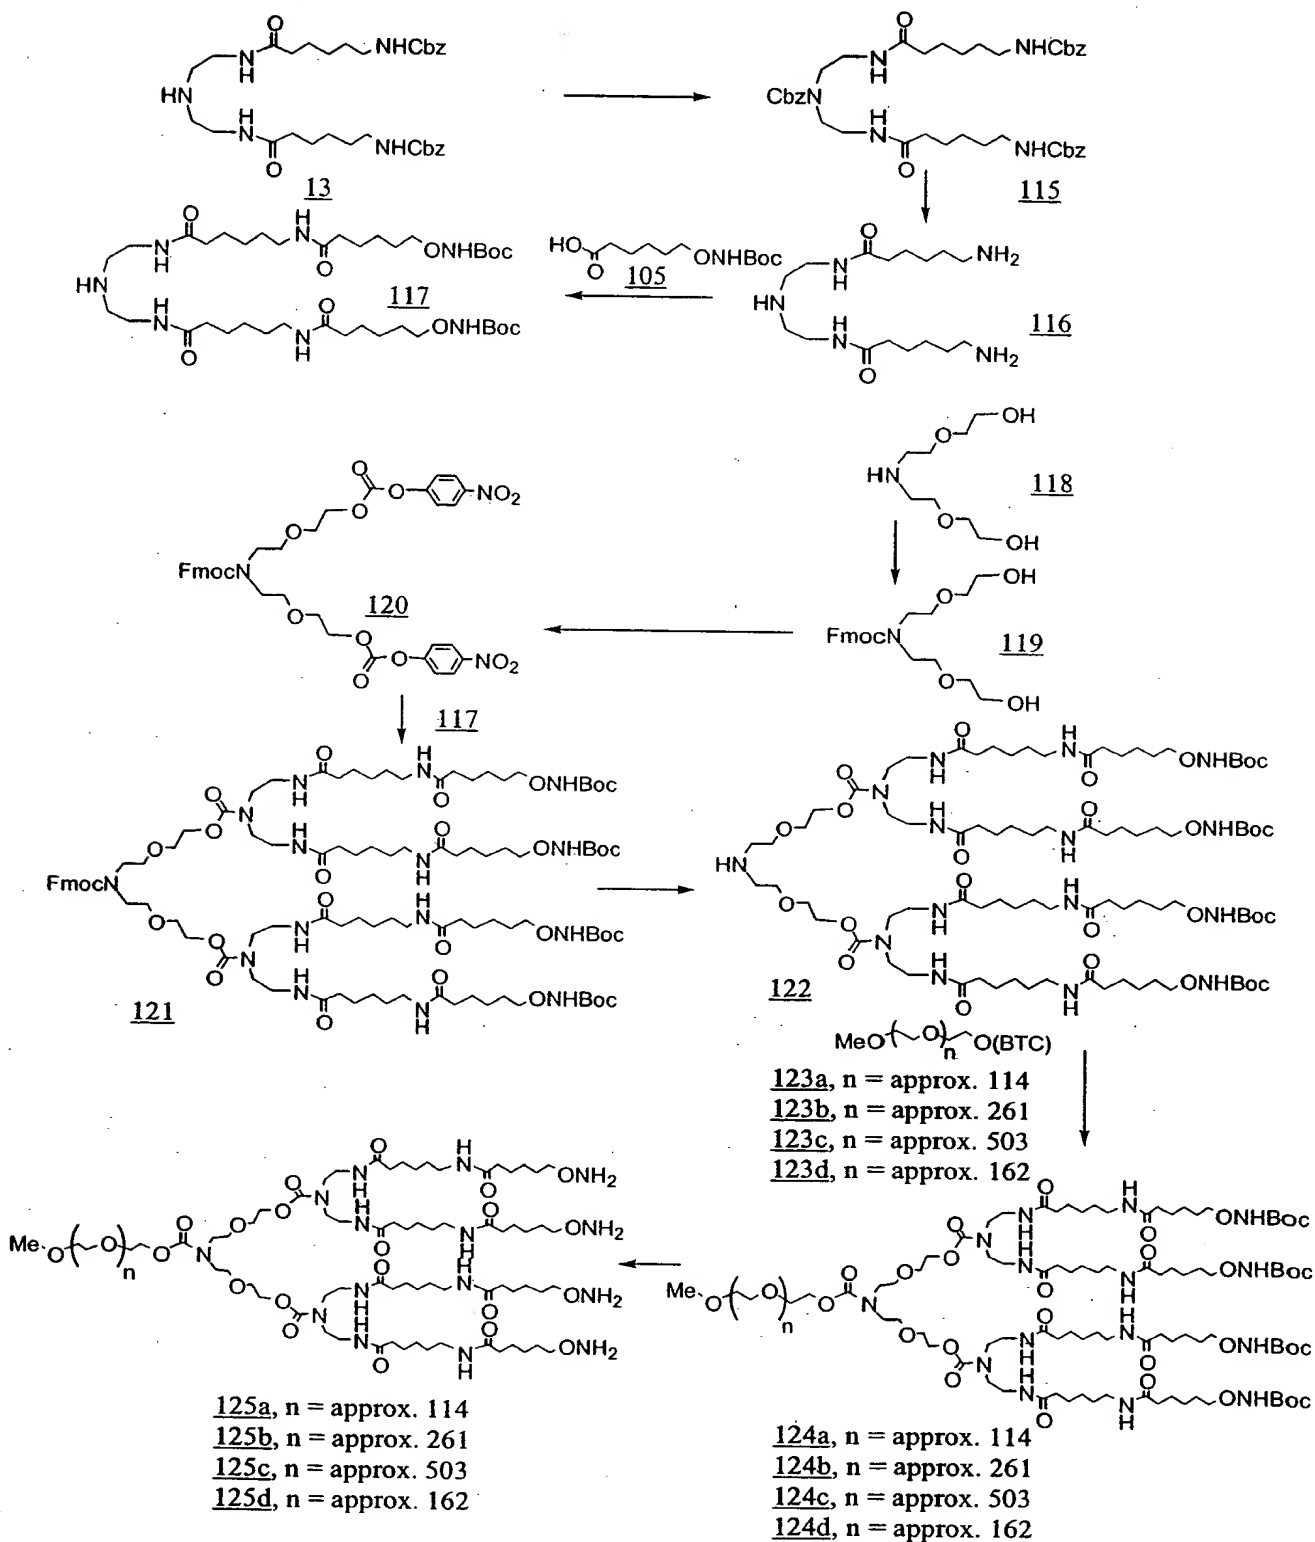 O NHCbz N H HN H N O NHCbz
13
O NHCbz N H CbzN H N O NHCbz
115
O N H H N O ONHBoc HN H N O N H O ONHBoc
117
HO O ONHBoc
105
O NH2 N H HN H N O NH2
116
OH O HN O OH
118
O O O NO2 O O FmocN O O O O NO2
120
OH O FmocN O OH
119
117
O H N N H O ONHBoc
O O N H N O N H O ONHBoc
O FmocN O O N H H N O ONHBoc
O O N H N O N H O ONHBoc
121
O N H H N O ONHBoc
O O N H N O N H O ONHBoc
O HN O O N H H N O ONHBoc
O O N H N O N H O ONHBoc
122
MeO(O)n O(BTC)
123a, n = approx. 114
123b, n = approx. 261
123c, n = approx. 503
123d, n = approx. 162
O H N N H O ONH2
O O N H N O N H O ONH2
Me O(O)n O O N O O
O O N O N H H N O ONH2
H N O N H O ONH2
125a, n = approx. 114
125b, n = approx. 261
125c, n = approx. 503
125d, n = approx. 162
O H N N H O ONHBoc
O O N H N O N H O ONHBoc
Me O(O)n O O N O O
O O N O N H H N O ONHBoc
H N O N H O ONHBoc
124a, n = approx. 114
124b, n = approx. 261
124c, n = approx. 503
124d, n = approx. 162